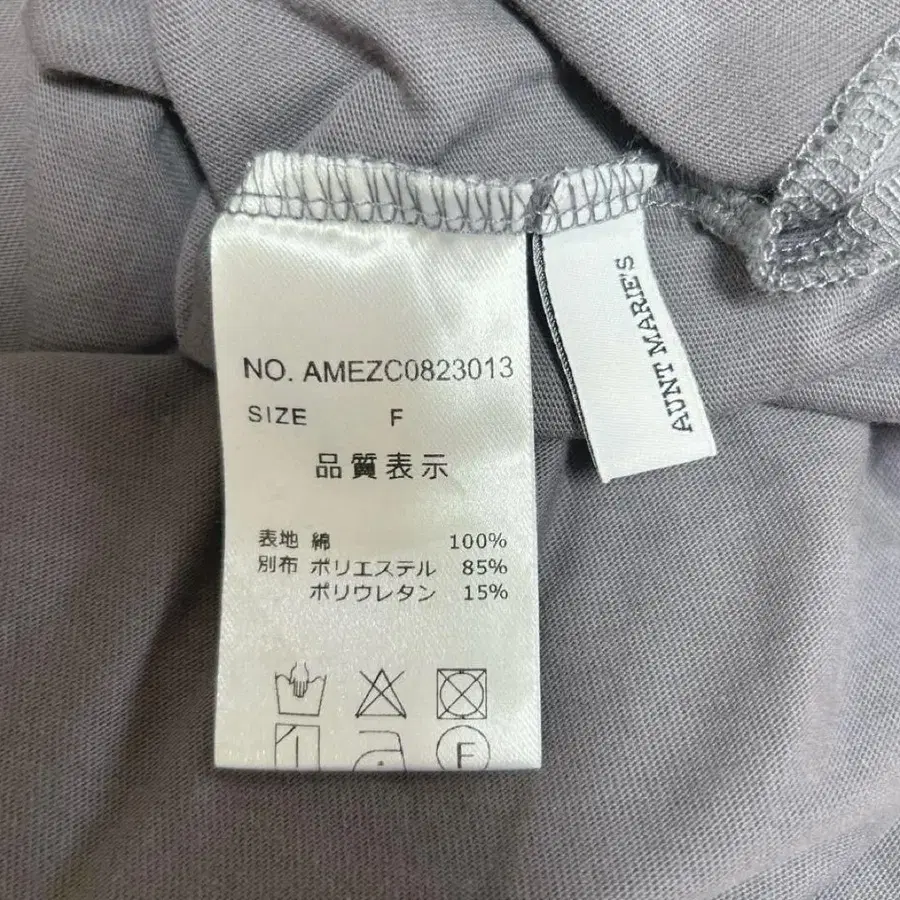 NO. AMEZC0823013
SIZE F
品質表示
表地 綿 100%
別布 ポリエステル 85%
ポリウレタン 15%
F
AUNT MARIE'S